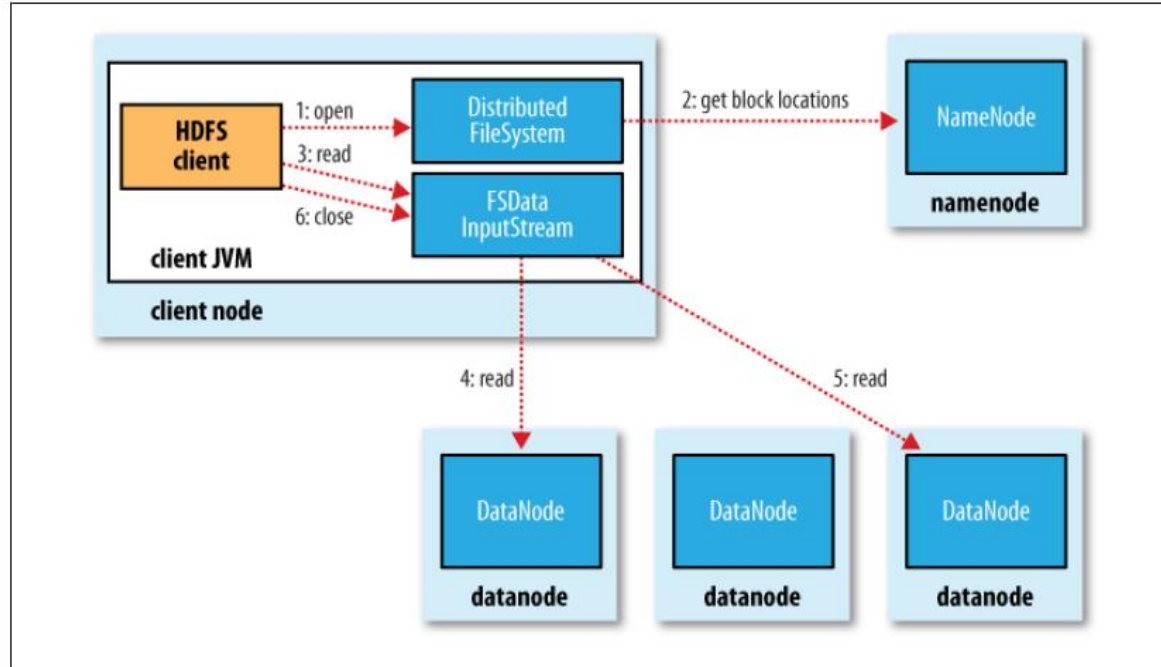 HDFS
client
1: open
Distributed
FileSystem
2: get block locations
NameNode
namenode
3: read
6: close
FSData
InputStream
client JVM
client node
4: read
5: read
DataNode
datanode
DataNode
datanode
DataNode
datanode